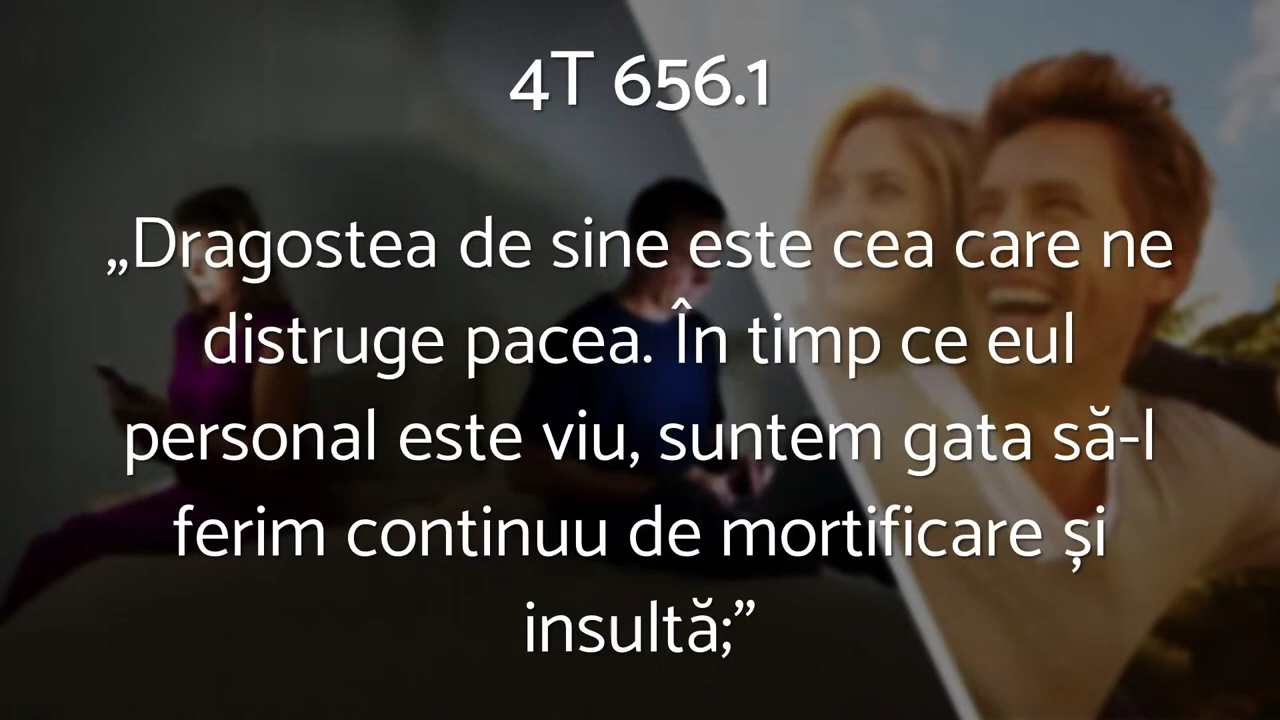 4T 656.1
„Dragostea de sine este cea care ne
distruge pacea. În timp ce eul
personal este viu, suntem gata să-l
ferim continuu de mortificare și
insultă;”